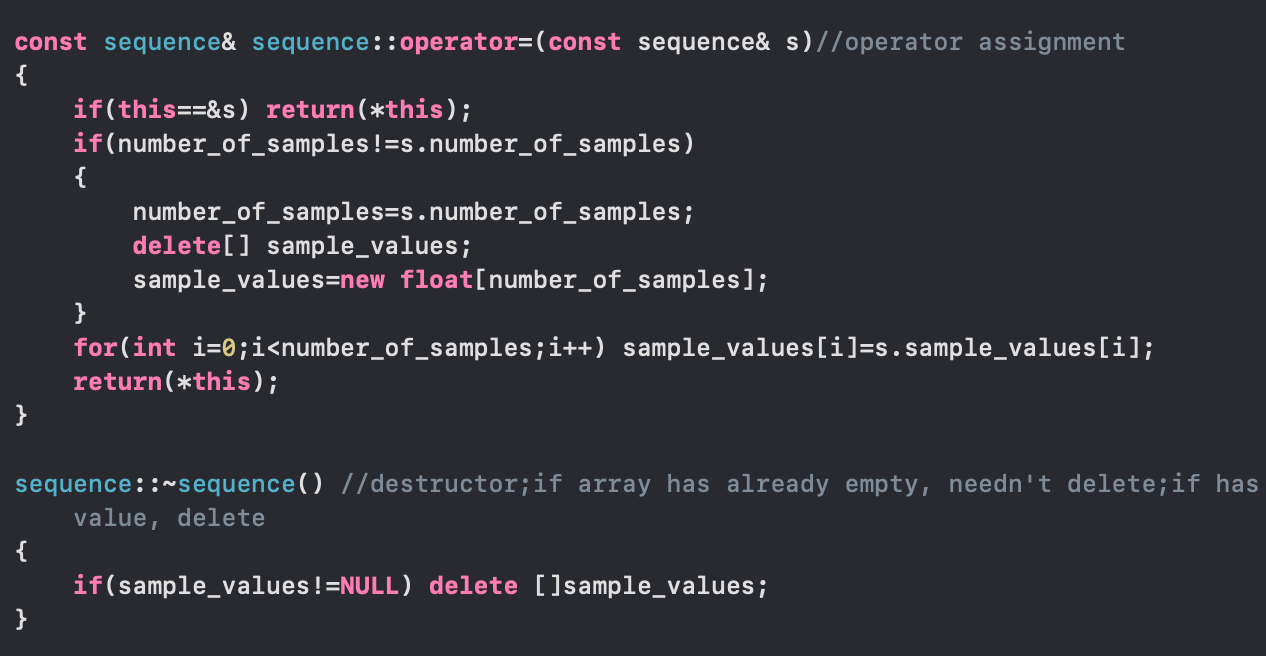 const sequence& sequence::operator=(const sequence& s)//operator assignment
{
    if(this==&s) return(*this);
    if(number_of_samples!=s.number_of_samples)
    {
        number_of_samples=s.number_of_samples;
        delete[] sample_values;
        sample_values=new float[number_of_samples];
    }
    for(int i=0;i<number_of_samples;i++) sample_values[i]=s.sample_values[i];
    return(*this);
}

sequence::~sequence() //destructor;if array has already empty, needn't delete;if has
    value, delete
{
    if(sample_values!=NULL) delete []sample_values;
}